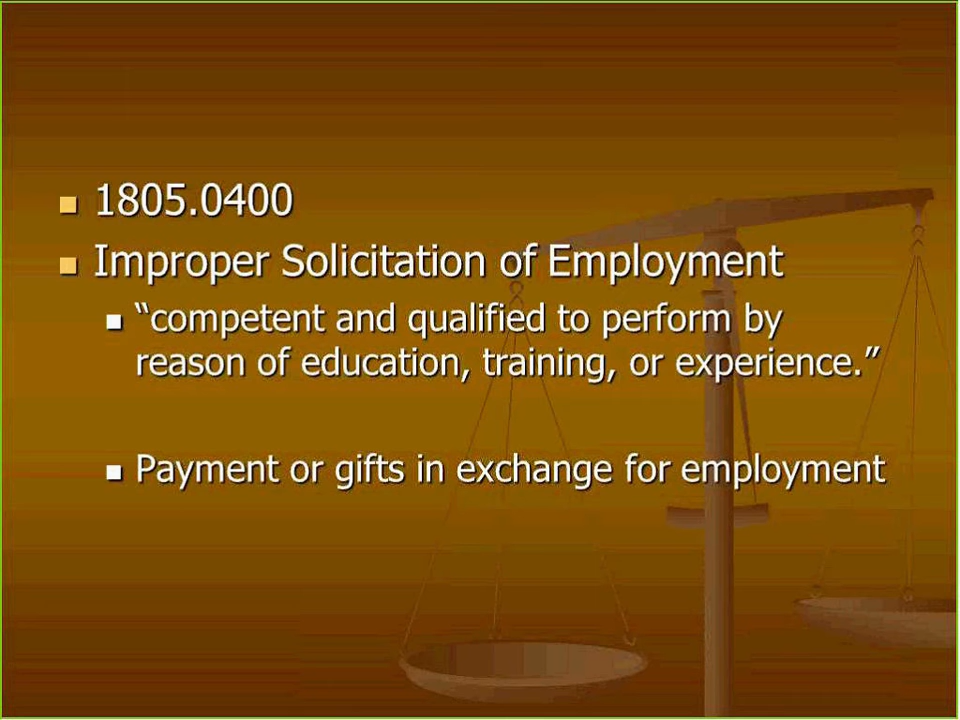 1805.0400
Improper Solicitation of Employment
“competent and qualified to perform by
reason of education, training, or experience.”
Payment or gifts in exchange for employment